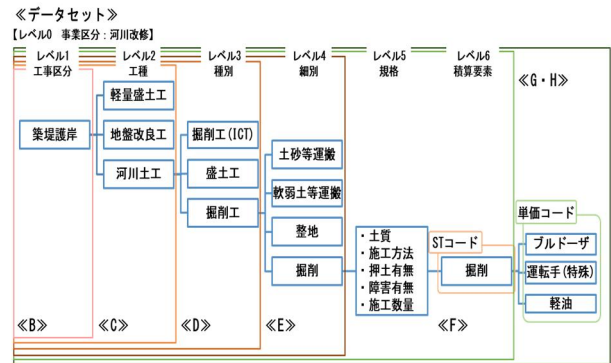 ≪データセット≫
【レベル0 事業区分：河川改修】
レベル1
工事区分
レベル2
工種
レベル3
種別
レベル4
細別
レベル5
規格
レベル6
積算要素
≪G・H≫
築堤護岸
軽量盛土工
地盤改良工
河川土工
掘削工(ICT)
盛土工
掘削工
土砂等運搬
軟弱土等運搬
整地
掘削
・土質
・施工方法
・押土有無
・障害有無
・施工数量
STコード
掘削
単価コード
ブルドーザ
運転手(特殊)
軽油
≪B≫
≪C≫
≪D≫
≪E≫
≪F≫